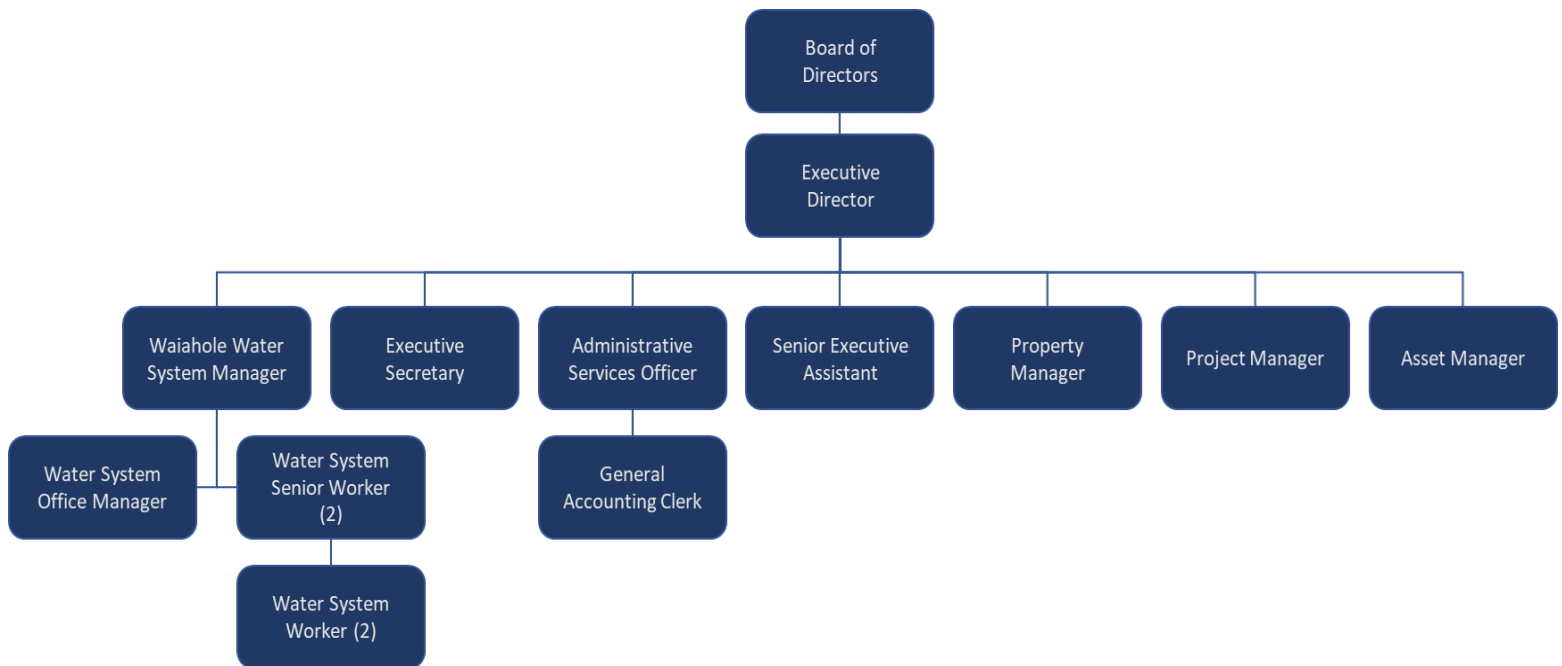 Board of
Directors
Executive
Director
Waiahole Water
System Manager
Executive
Secretary
Administrative
Services Officer
Senior Executive
Assistant
Property
Manager
Project Manager
Asset Manager
Water System
Office Manager
Water System
Senior Worker
(2)
General
Accounting Clerk
Water System
Worker (2)